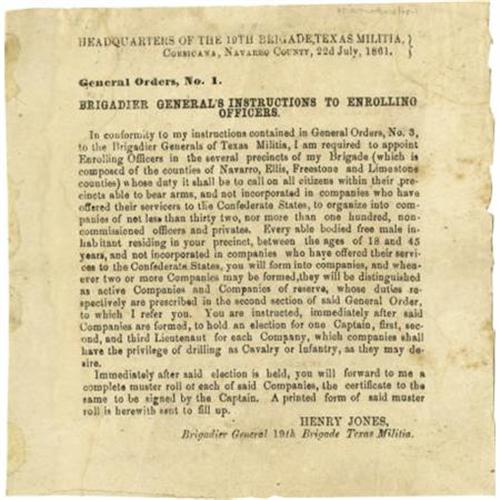 HEADQUARTERS OF THE 19TH BRIGADE, TEXAS MILITIA, }
CORSICANA, NAVARRO COUNTY, 22d July, 1861. }
General Orders, No. 1.
BRIGADIER GENERAL'S INSTRUCTIONS TO ENROLLING
OFFICERS.
In conformity to my instructions contained in General Orders, No. 3,
to the Brigadier Generals of Texas Militia, I am required to appoint
Enrolling Officers in the several precincts of my Brigade (which is
composed of the counties of Navarro, Ellis, Freestone and Limestone
counties) whose duty it shall be to call on all citizens within their pre-
cincts able to bear arms, and not incorporated in companies who have
offered their servicers to the Confederate States, to organize into com-
panies of not less than thirty two, nor more than one hundred, non-
commissioned officers and privates. Every able bodied free male in-
habitant residing in your precinct, between the ages of 18 and 45
years, and not incorporated in companies who have offered their servi-
ces to the Confederate States, you will form into companies, and when-
ever two or more Companies may be formed, they will be distinguished
as active Companies and Companies of reserve, whose duties re-
spectively are prescribed in the second section of said General Order,
to which I refer you. You are instructed, immediately after said
Companies are formed, to hold an election for one Captain, first, sec-
ond, and third Lieutenant for each Company, which companies shall
have the privilege of drilling as Cavalry or Infantry, as they may de-
sire.
Immediately after said election is held, you will forward to me a
complete muster roll of each of said Companies, the certificate to the
same to be signed by the Captain. A printed form of said muster
roll is herewith sent to fill up.
HENRY JONES,
Brigadier General 19th Brigade Texas Militia.